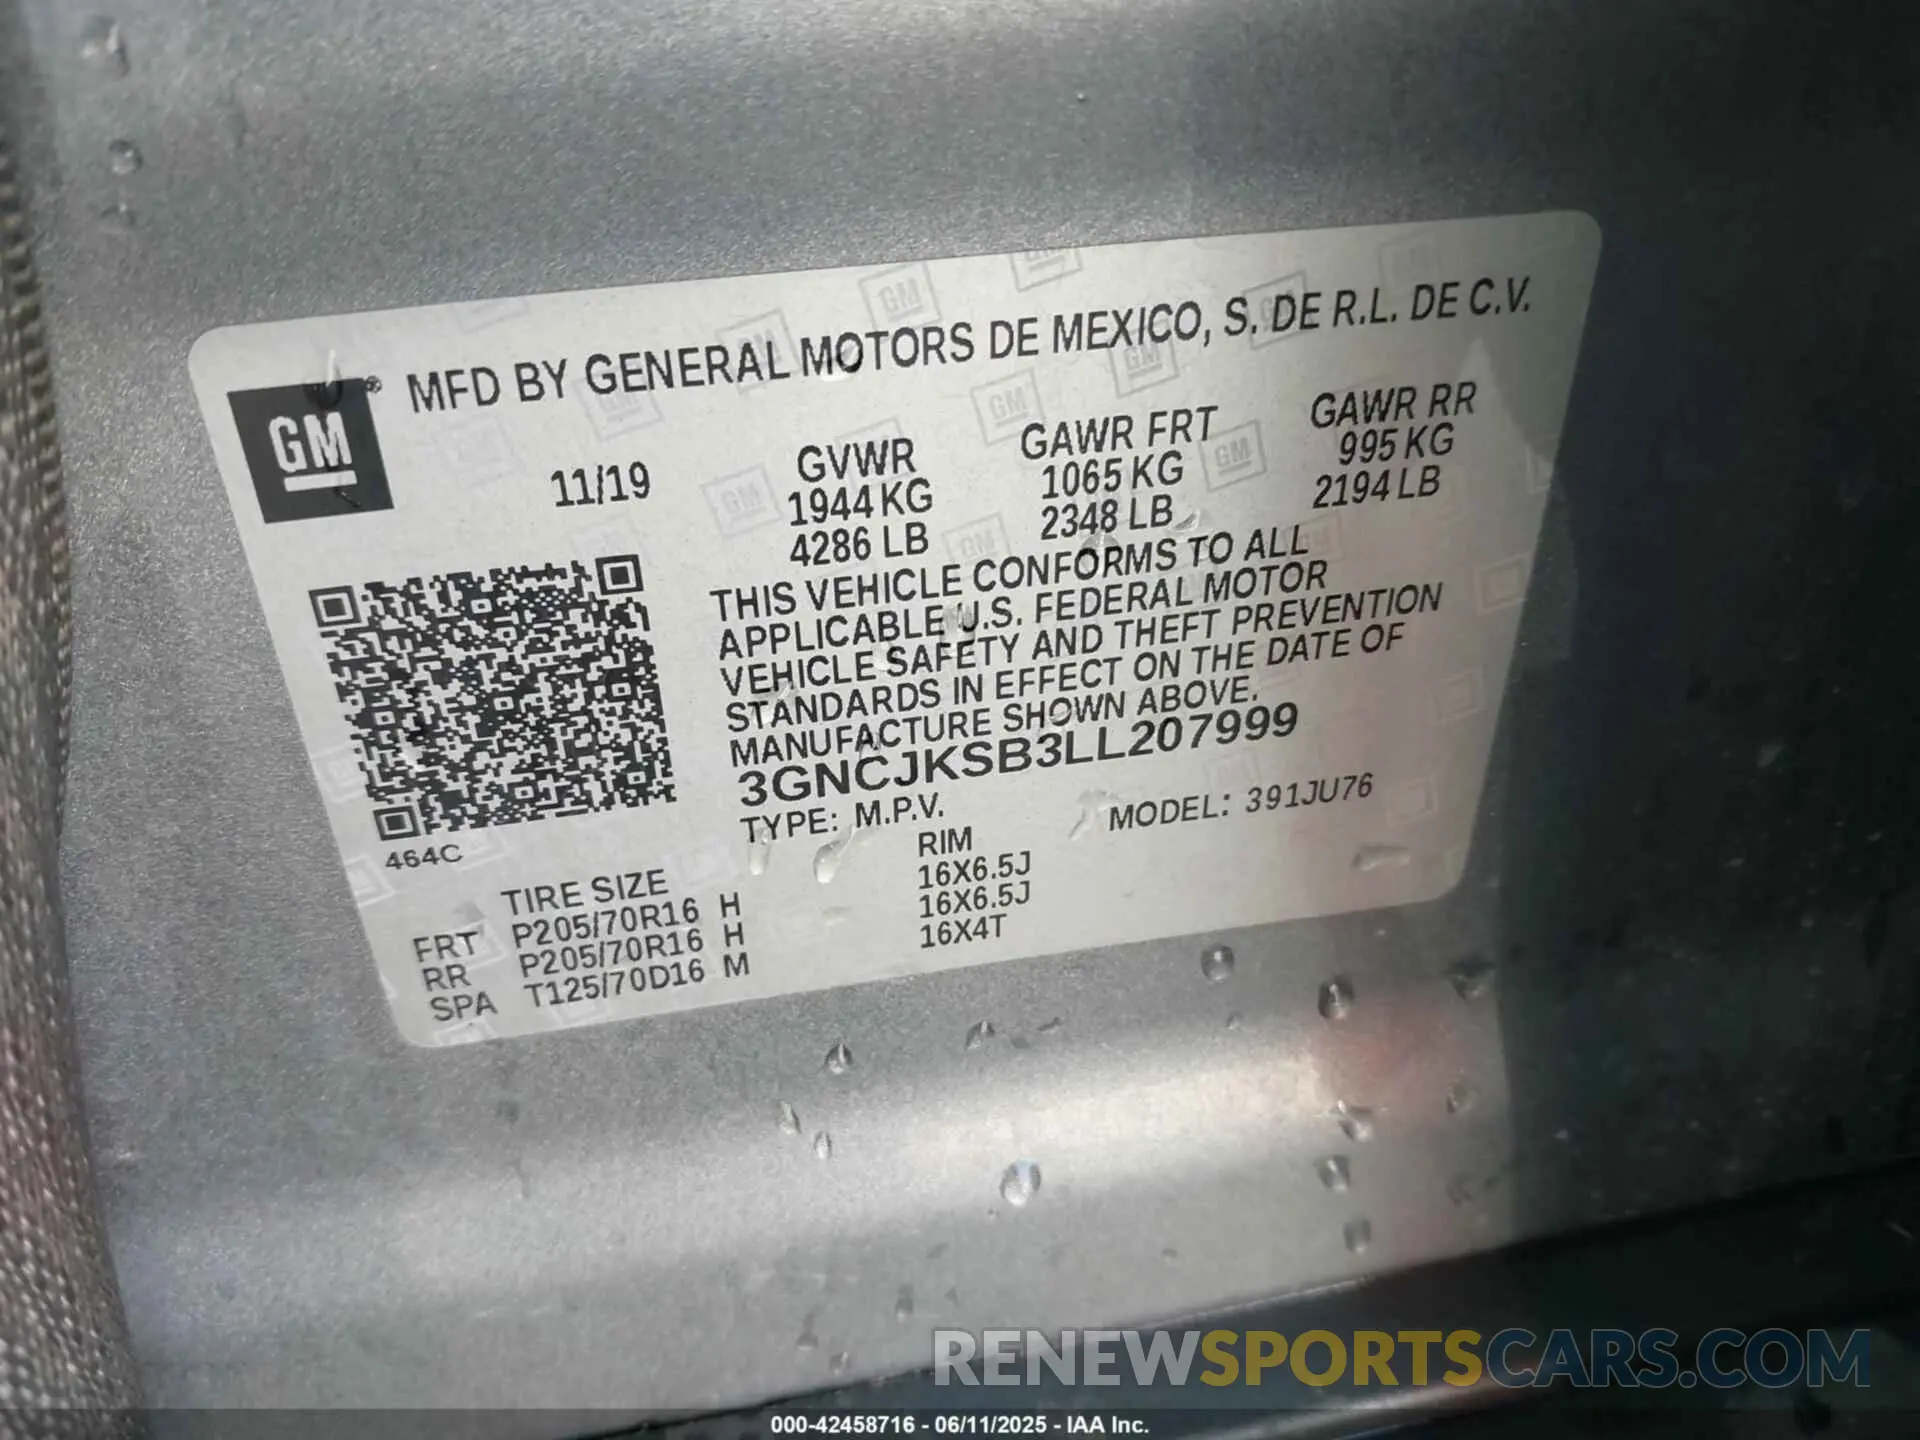 MFD BY GENERAL MOTORS DE MEXICO, S. DE R.L. DE C.V.
GM ®
11/19
GVWR GAWR FRT GAWR RR
1944 KG 1065 KG 995 KG
4286 LB 2348 LB 2194 LB
THIS VEHICLE CONFORMS TO ALL
APPLICABLE U.S. FEDERAL MOTOR
VEHICLE SAFETY AND THEFT PREVENTION
STANDARDS IN EFFECT ON THE DATE OF
MANUFACTURE SHOWN ABOVE.
3GNCJKSB3LL207999
TYPE: M.P.V. MODEL: 391JU76
464C
TIRE SIZE RIM
FRT P205/70R16 H 16X6.5J
RR P205/70R16 H 16X6.5J
SPA T125/70D16 M 16X4T
RENEWSPORTSCARS.COM
000-42458716 - 06/11/2025 - IAA Inc.